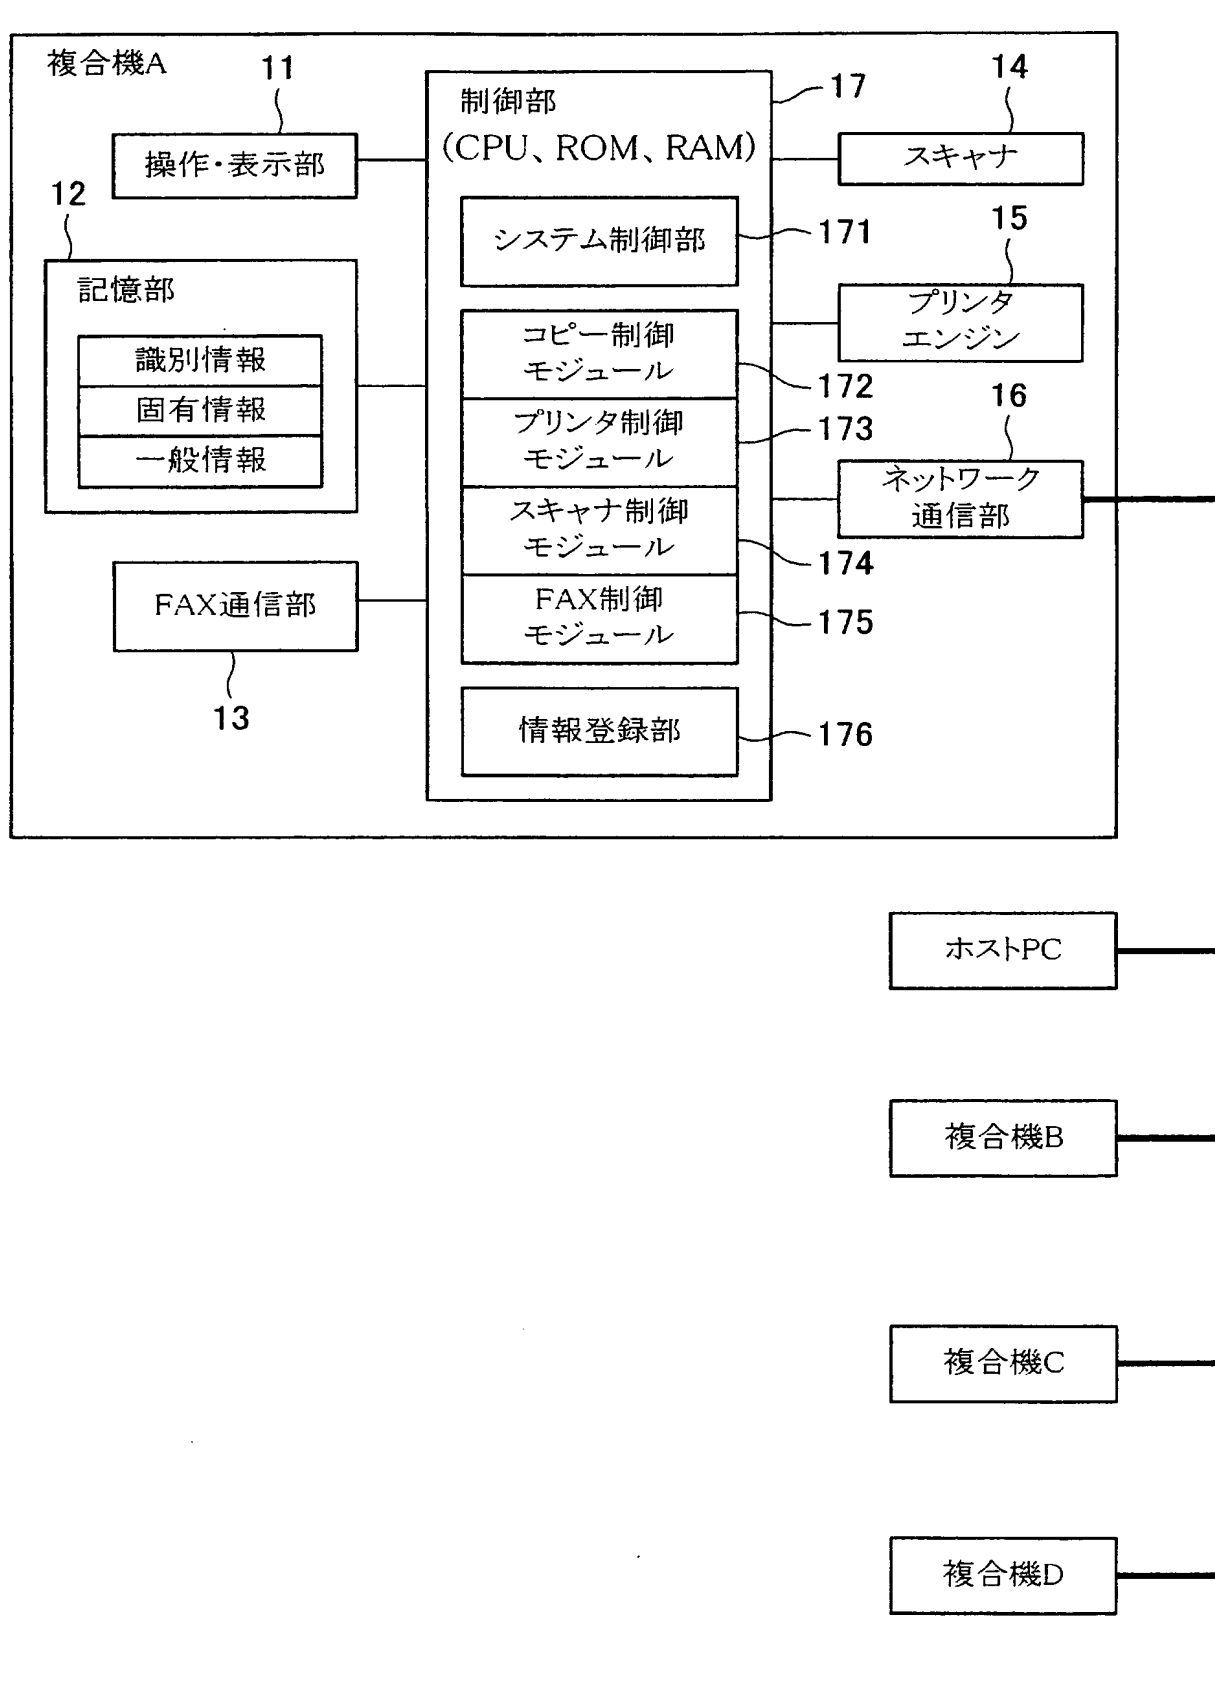 複合機A
11
操作・表示部
12
記憶部
識別情報
固有情報
一般情報
FAX通信部
13
制御部
(CPU、ROM、RAM)
17
システム制御部
171
コピー制御
モジュール
172
プリンタ制御
モジュール
173
スキャナ制御
モジュール
174
FAX制御
モジュール
175
情報登録部
176
14
スキャナ
15
プリンタ
エンジン
16
ネットワーク
通信部
ホストPC
複合機B
複合機C
複合機D